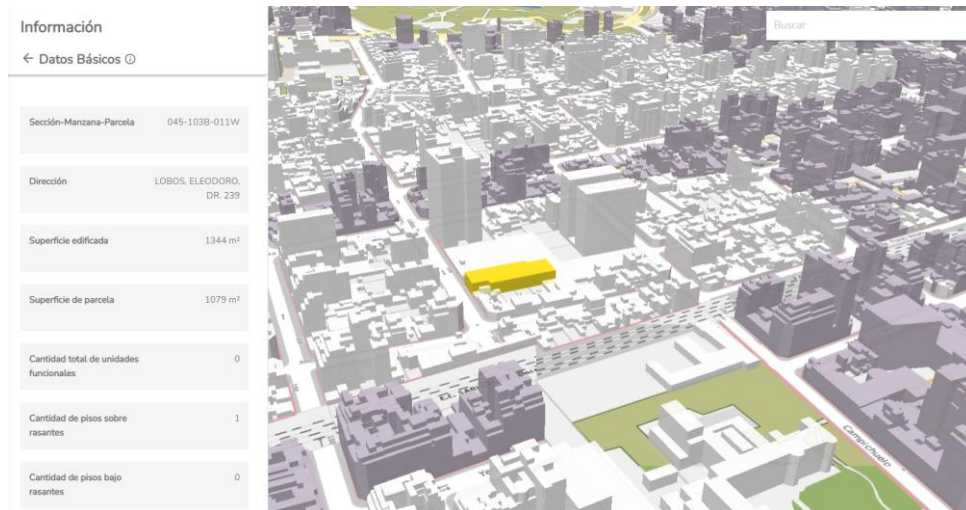 Información
← Datos Básicos ⓘ
Sección-Manzana-Parcela 045-103B-011W
Dirección LOBOS, ELEODORO,
DR. 239
Superficie edificada 1344 m²
Superficie de parcela 1079 m²
Cantidad total de unidades 0
funcionales
Cantidad de pisos sobre 1
rasantes
Cantidad de pisos bajo 0
rasantes
Buscar
Campichuelo